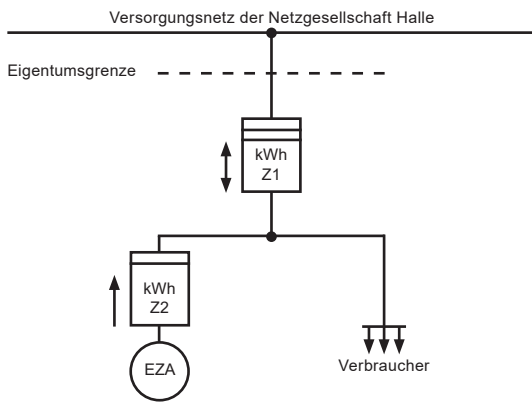 Versorgungsnetz der Netzgesellschaft Halle
Eigentumsgrenze
kWh
Z1
kWh
Z2
EZA
Verbraucher